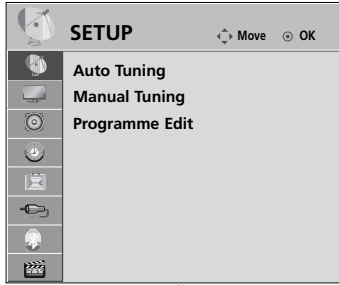 SETUP Move OK
Auto Tuning
Manual Tuning
Programme Edit